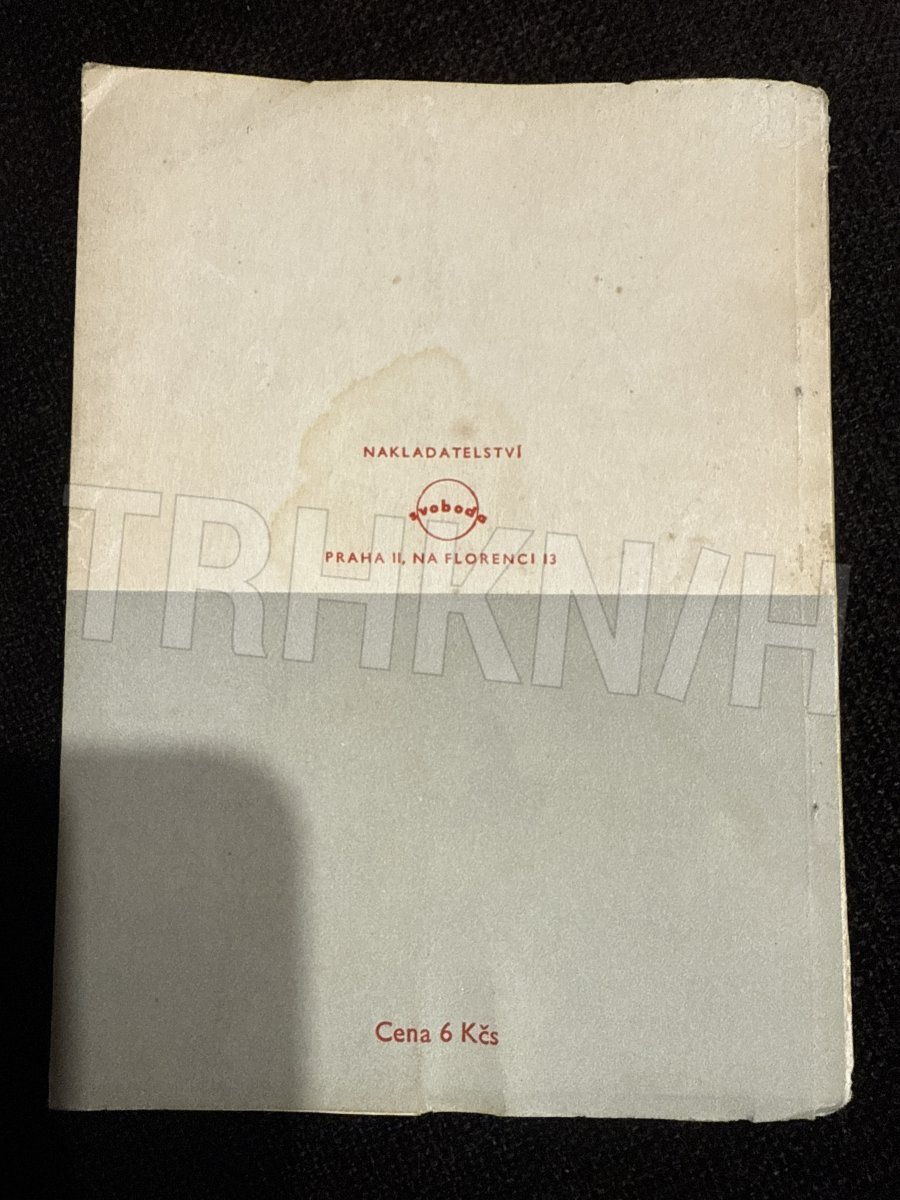 NAKLADATELSTVÍ
svoboda
PRAHA II, NA FLORENCI 13
TRHKNIH
Cena 6 Kčs